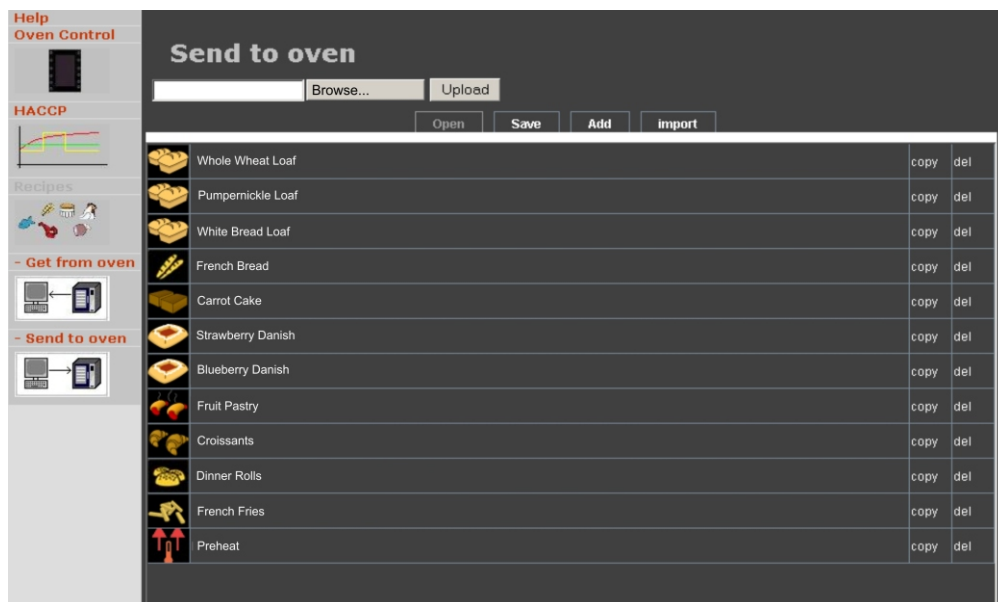 Help
Oven Control
HACCP
Recipes
- Get from oven
- Send to oven
Send to oven
Browse... Upload
Open Save Add import
Whole Wheat Loaf copy del
Pumpernickle Loaf copy del
White Bread Loaf copy del
French Bread copy del
Carrot Cake copy del
Strawberry Danish copy del
Blueberry Danish copy del
Fruit Pastry copy del
Croissants copy del
Dinner Rolls copy del
French Fries copy del
Preheat copy del